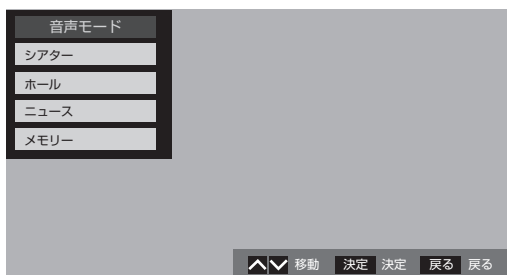 音声モード
シアター
ホール
ニュース
メモリー
移動 決定 決定 戻る 戻る